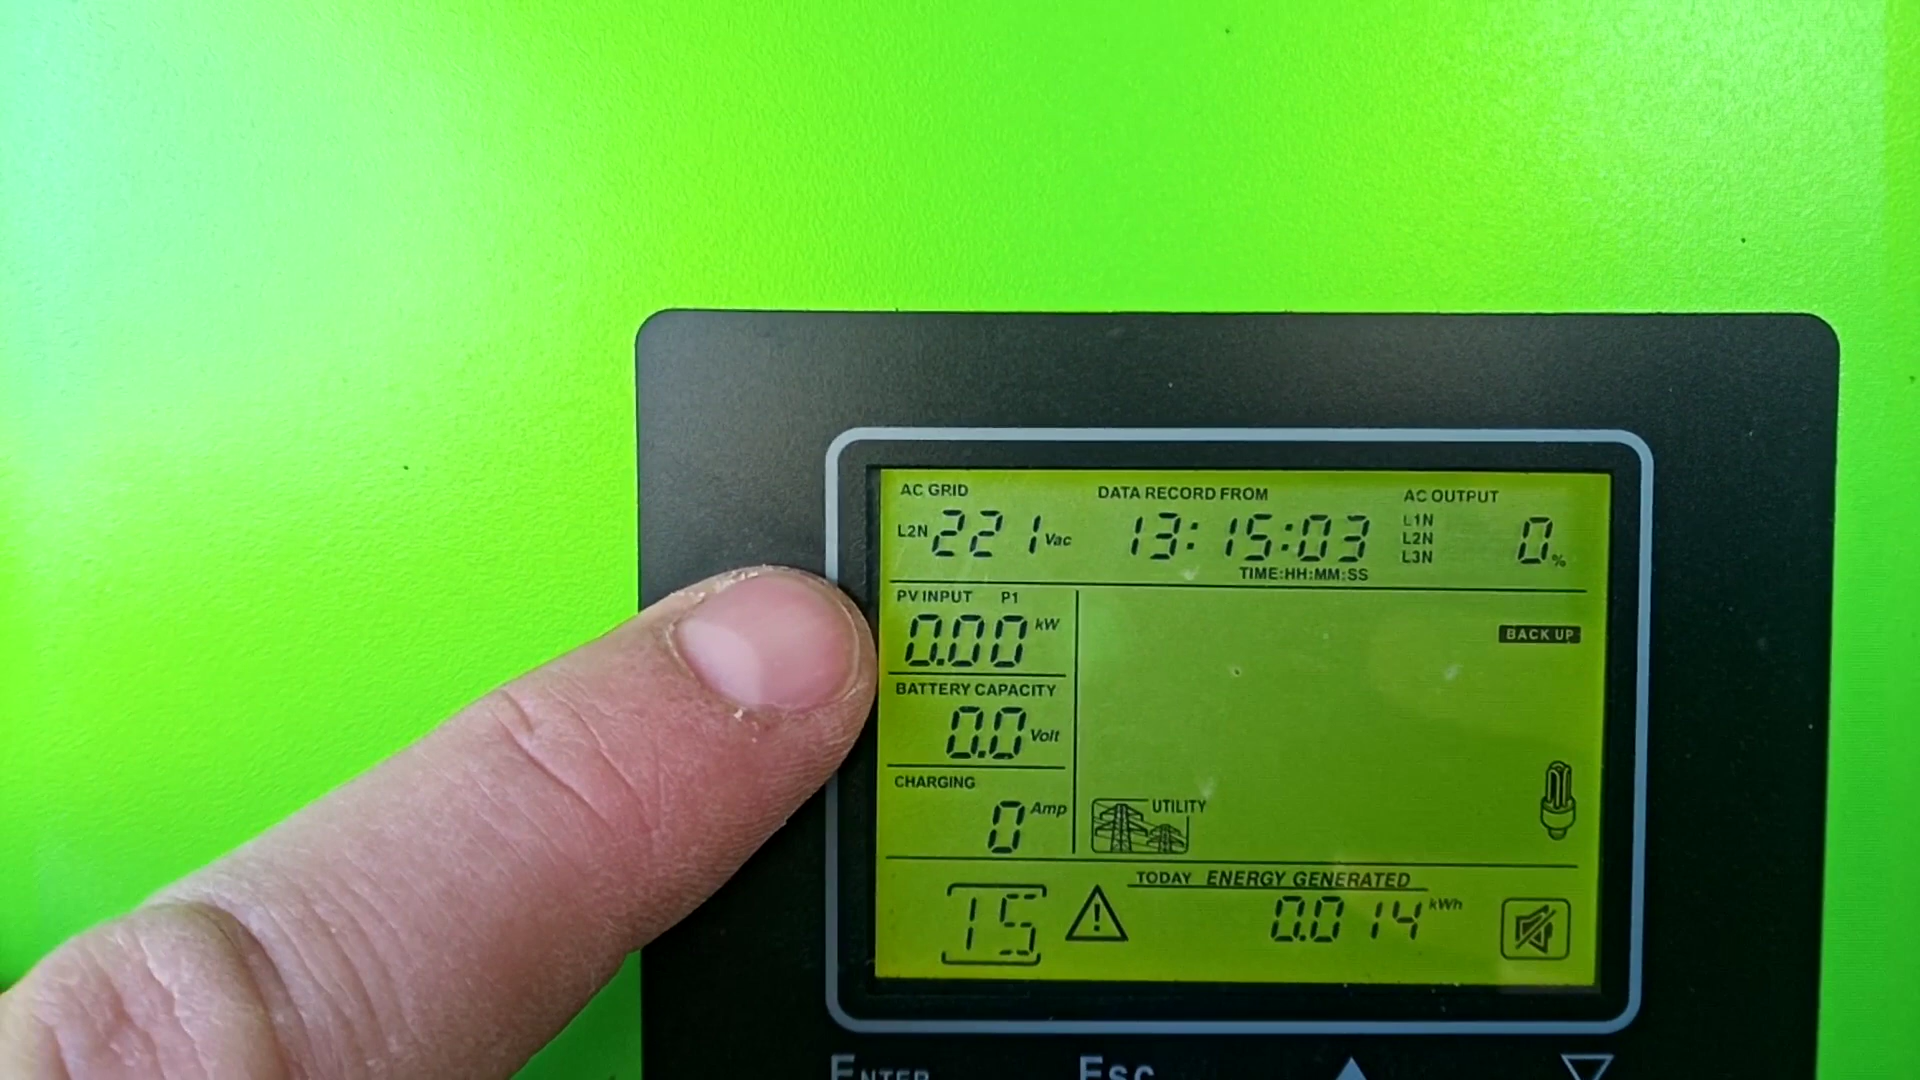 AC GRID DATA RECORD FROM AC OUTPUT
L2N 221 Vac 13:15:03 L1N L2N L3N 0%
TIME:HH:MM:SS
PV INPUT P1
0.00 kW
BACK UP
BATTERY CAPACITY
0.0 Volt
CHARGING
0 Amp
UTILITY
TODAY ENERGY GENERATED
15 0.014 kWh
ENTER ESC